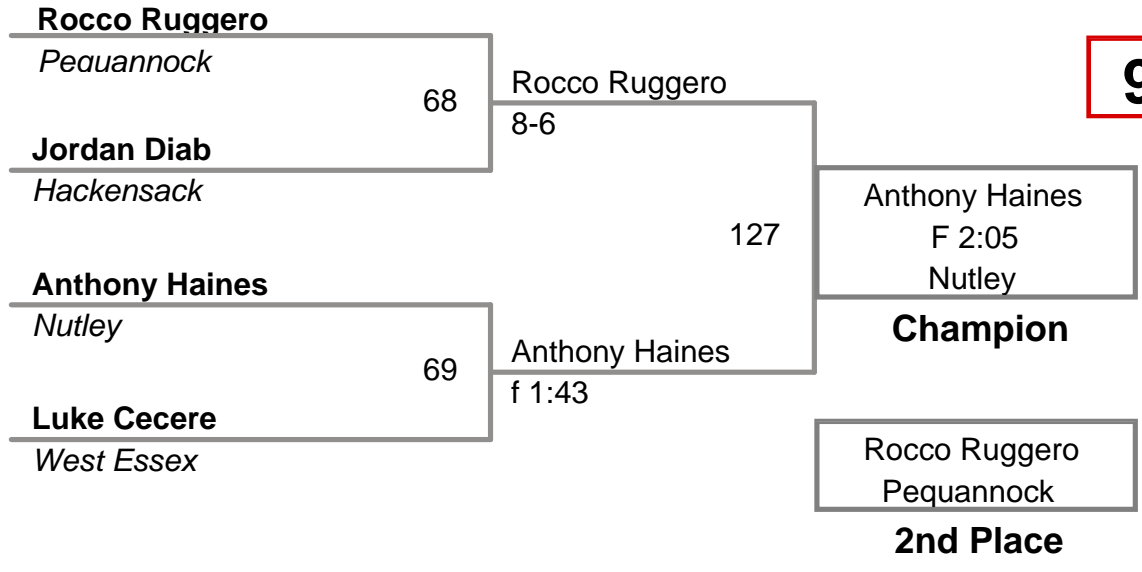 Rocco Ruggero
Pequannock
68
Rocco Ruggero
8-6
Jordan Diab
Hackensack
127
Anthony Haines
F 2:05
Nutley
Champion
Anthony Haines
Nutley
69
Anthony Haines
f 1:43
Luke Cecere
West Essex
Rocco Ruggero
Pequannock
2nd Place